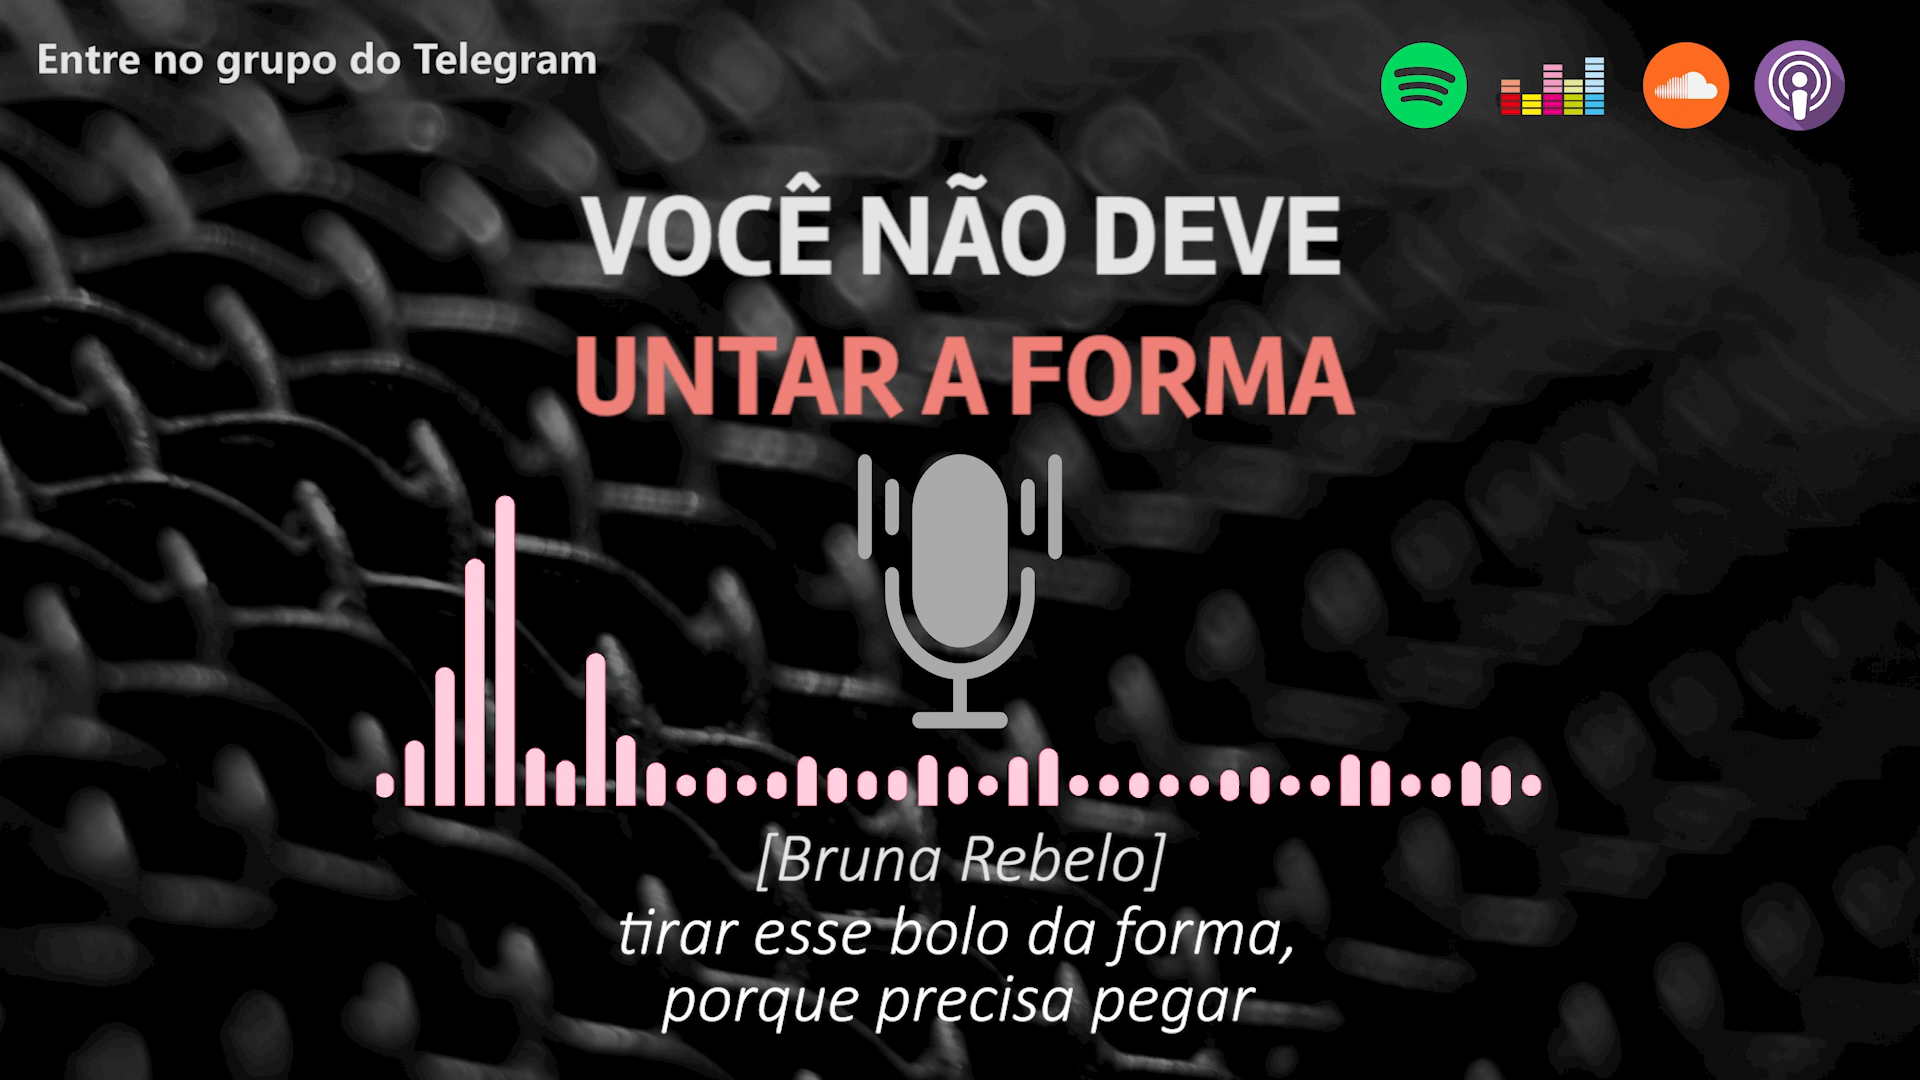 Entre no grupo do Telegram
VOCÊ NÃO DEVE
UNTAR A FORMA
[Bruna Rebelo]
tirar esse bolo da forma,
porque precisa pegar